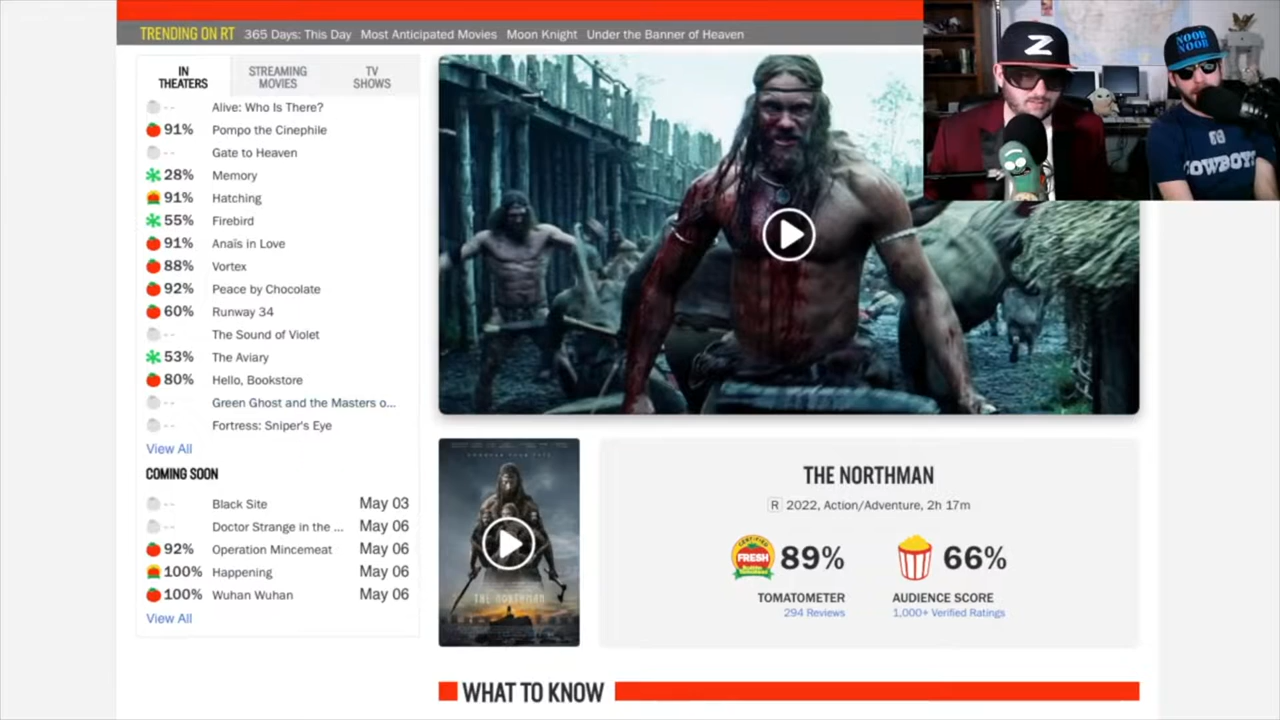 TRENDING ON RT 365 Days: This Day Most Anticipated Movies Moon Knight Under the Banner of Heaven
IN THEATERS
STREAMING MOVIES
TV SHOWS
-- Alive: Who Is There?
91% Pompo the Cinephile
-- Gate to Heaven
28% Memory
91% Hatching
55% Firebird
91% Anaïs in Love
88% Vortex
92% Peace by Chocolate
60% Runway 34
-- The Sound of Violet
53% The Aviary
80% Hello, Bookstore
-- Green Ghost and the Masters o...
-- Fortress: Sniper's Eye
View All
COMING SOON
-- Black Site May 03
-- Doctor Strange in the ... May 06
92% Operation Mincemeat May 06
100% Happening May 06
100% Wuhan Wuhan May 06
View All
Z
NOOB
NOOB
COWBOYS
THE NORTHMAN
THE NORTHMAN
R 2022, Action/Adventure, 2h 17m
CERTIFIED
FRESH
89%
66%
TOMATOMETER
AUDIENCE SCORE
294 Reviews
1,000+ Verified Ratings
WHAT TO KNOW